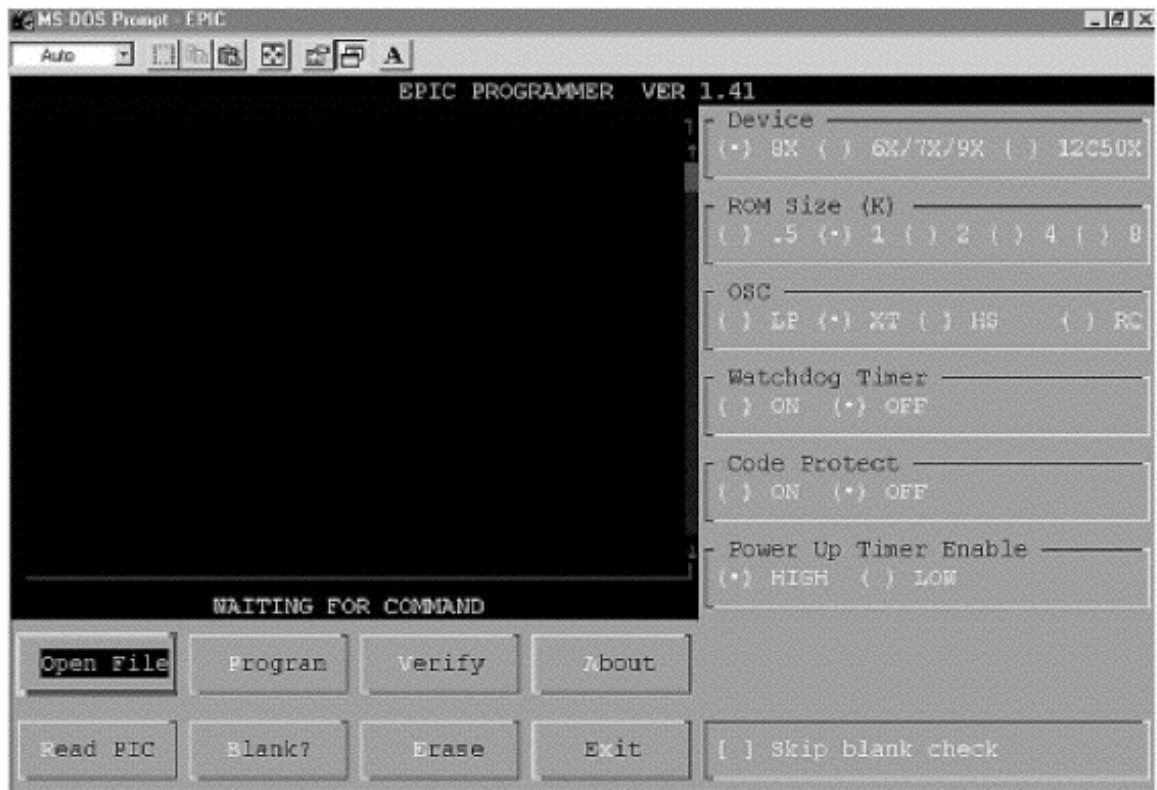 MS-DOS Prompt - EPIC
Auto
A
EPIC PROGRAMMER VER 1.41
Device
(•) 8X ( ) 6X/7X/9X ( ) 12C50X
ROM Size (K)
( ) .5 (•) 1 ( ) 2 ( ) 4 ( ) 8
OSC
( ) LP (•) XT ( ) HS ( ) RC
Watchdog Timer
( ) ON (•) OFF
Code Protect
( ) ON (•) OFF
Power Up Timer Enable
(•) HIGH ( ) LOW
WAITING FOR COMMAND
Open File Program Verify About
Read PIC Blank? Erase Exit
[ ] Skip blank check